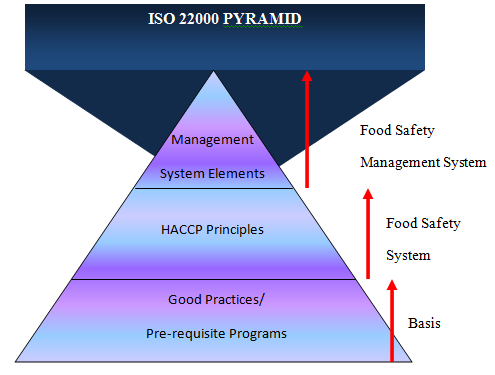 ISO 22000 PYRAMID
Management
System Elements
HACCP Principles
Good Practices/
Pre-requisite Programs
Food Safety
Management System
Food Safety
System
Basis